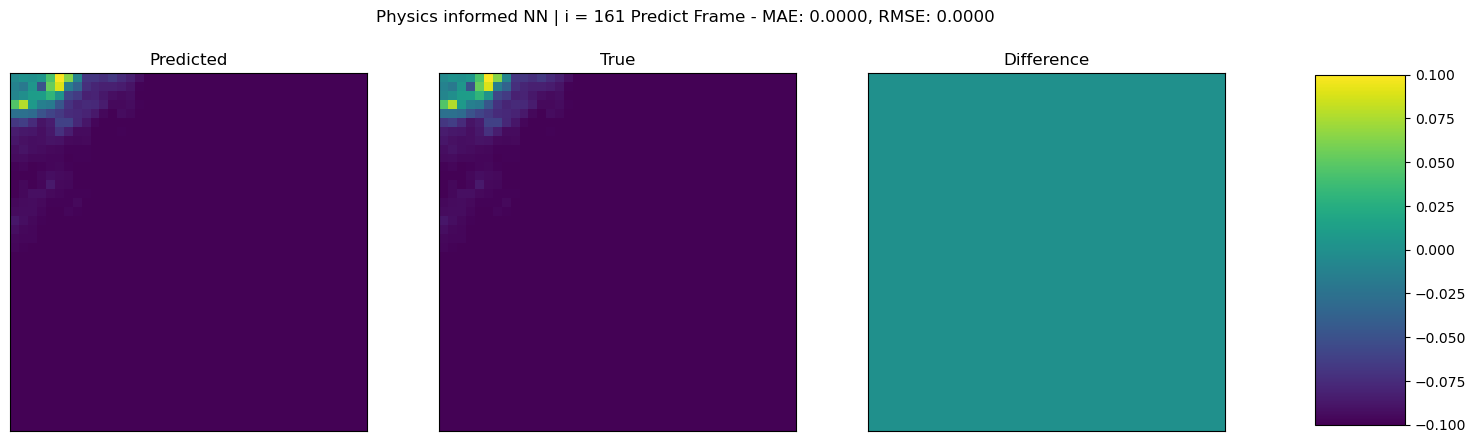 Physics informed NN | i = 161 Predict Frame - MAE: 0.0000, RMSE: 0.0000
Predicted
True
Difference
0.100
0.075
0.050
0.025
0.000
−0.025
−0.050
−0.075
−0.100